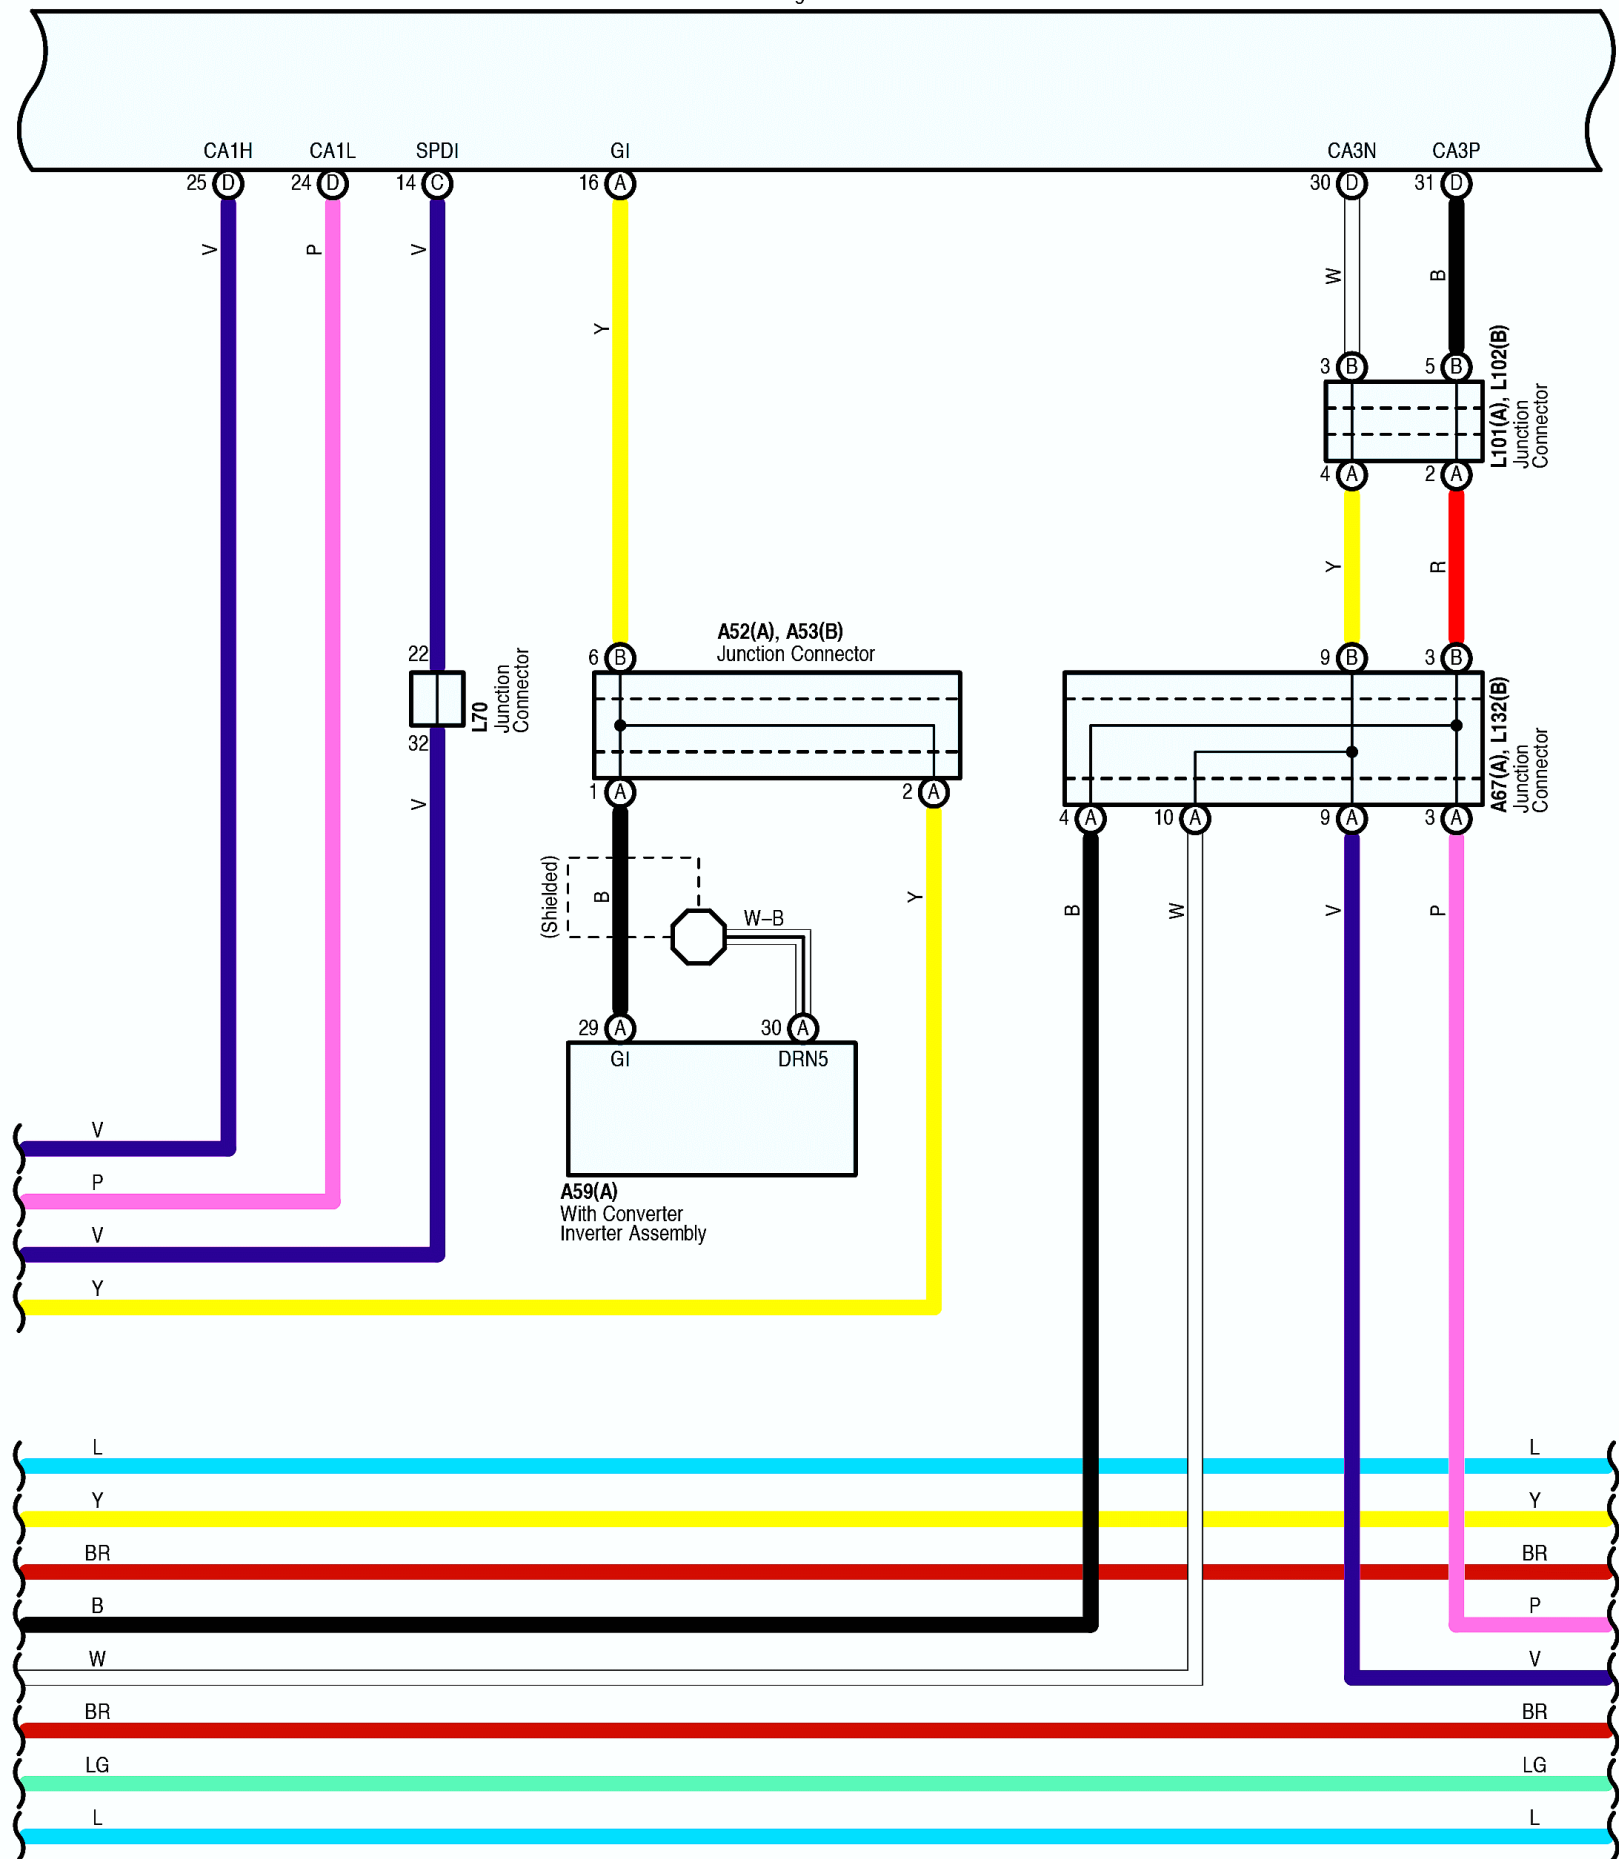 CA1H CA1L SPDI GI CA3N CA3P
25 D 24 D 14 C 16 A 30 D 31 D
V P V Y W B
3 B 5 B
L101(A), L102(B)
Junction
Connector
4 A 2 A
Y R
22
L70
Junction
Connector
32
V
A52(A), A53(B)
Junction Connector
6 B
1 A 2 A
9 B 3 B
A67(A), L132(B)
Junction
Connector
4 A 10 A 9 A 3 A
(Shielded)
B
W-B
Y
B W V P
29 A 30 A
GI DRN5
A59(A)
With Converter
Inverter Assembly
V
P
V
Y
L L
Y Y
BR BR
B P
W V
BR BR
LG LG
L L